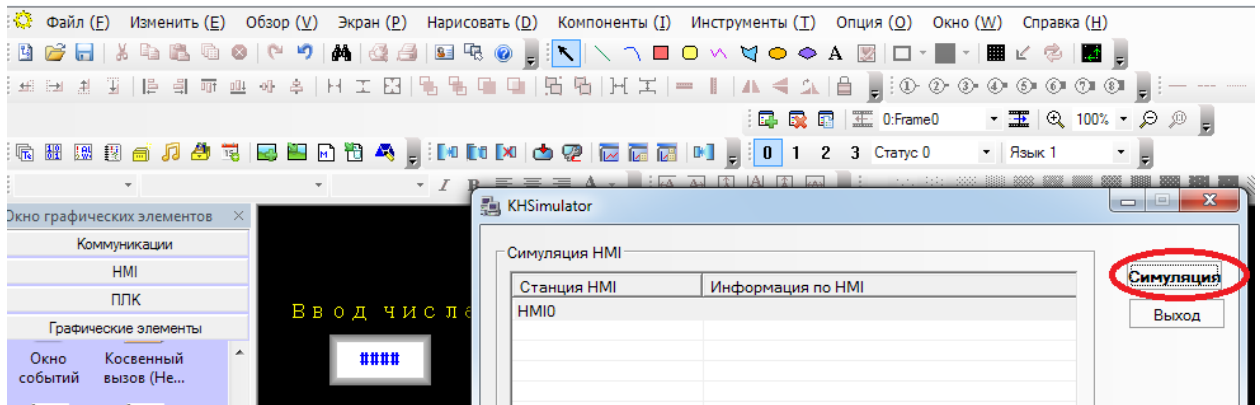 Файл (F) Изменить (E) Обзор (V) Экран (P) Нарисовать (D) Компоненты (I) Инструменты (T) Опция (O) Окно (W) Справка (H)
A
0:Frame0 100%
0 1 2 3 Статус 0 Язык 1
I B A
Окно графических элементов
KHSimulator
Коммуникации
Симуляция HMI
Симуляция
HMI
Станция HMI Информация по HMI
ПЛК
HMI0
Выход
Графические элементы
Ввод числа
Окно событий
Косвенный вызов (Не...
####